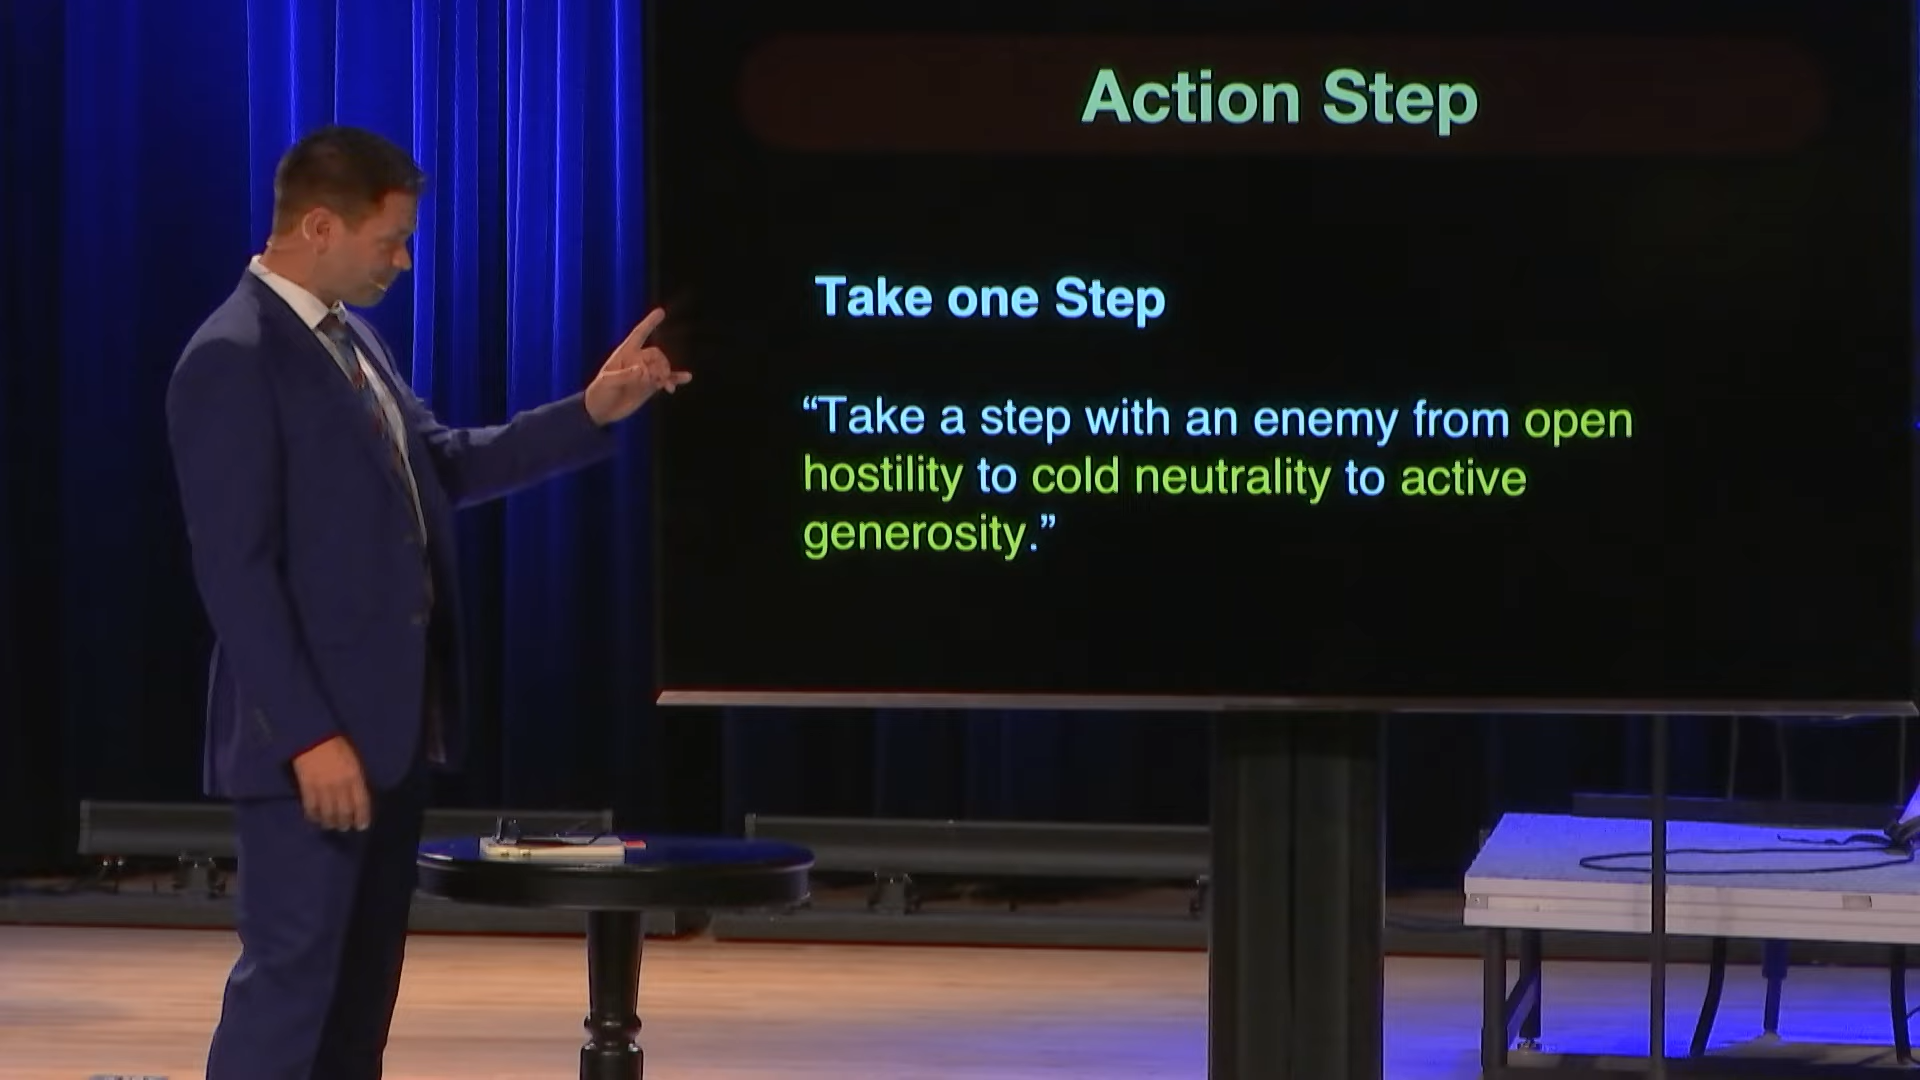 Action Step
Take one Step
“Take a step with an enemy from open
hostility to cold neutrality to active
generosity.”